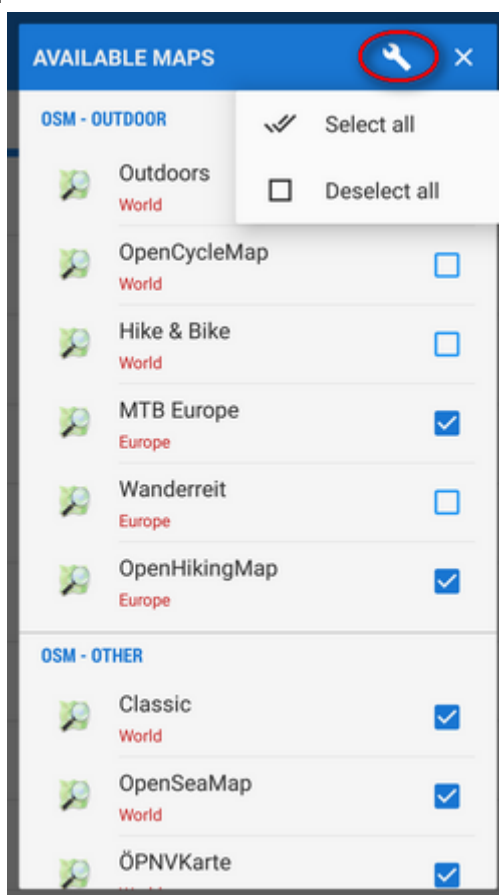 AVAILABLE MAPS
OSM - OUTDOOR
Select all
Deselect all
Outdoors
World
OpenCycleMap
World
Hike & Bike
World
MTB Europe
Europe
Wanderreit
Europe
OpenHikingMap
Europe
OSM - OTHER
Classic
World
OpenSeaMap
World
ÖPNVKarte